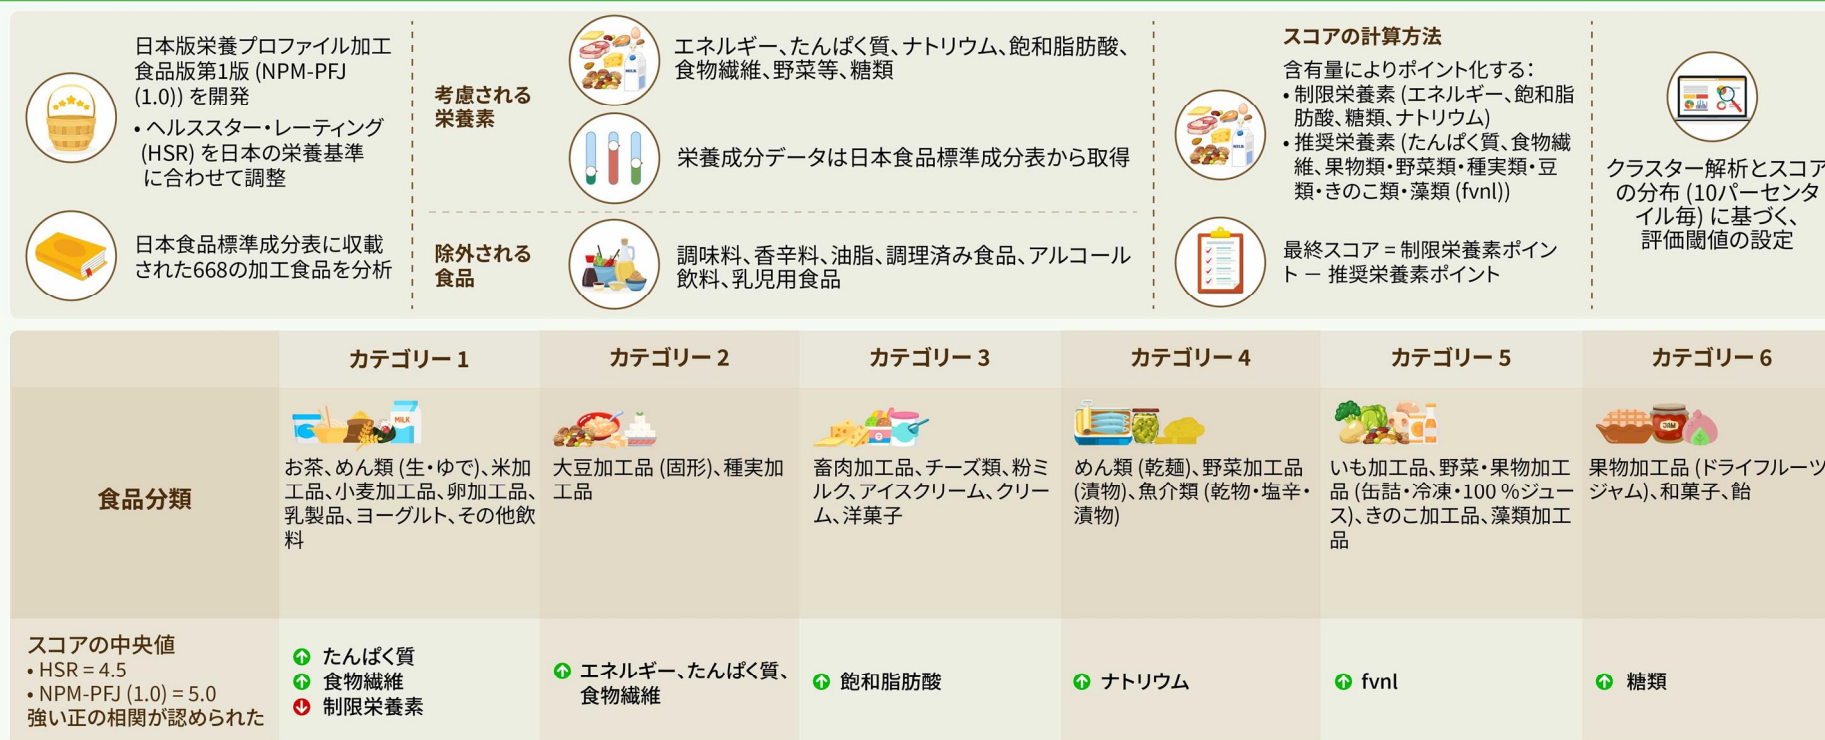 日本版栄養プロファイル加工
食品版第1版 (NPM-PFJ
(1.0)) を開発
• ヘルススター・レーティング
(HSR) を日本の栄養基準
に合わせて調整
日本食品標準成分表に収載
された668の加工食品を分析
考慮される
栄養素
エネルギー、たんぱく質、ナトリウム、飽和脂肪酸、
食物繊維、野菜等、糖類
MILK
栄養成分データは日本食品標準成分表から取得
除外される
食品
調味料、香辛料、油脂、調理済み食品、アルコール
飲料、乳児用食品
スコアの計算方法
含有量によりポイント化する：
• 制限栄養素 (エネルギー、飽和脂
肪酸、糖類、ナトリウム)
• 推奨栄養素 (たんぱく質、食物繊
維、果物類・野菜類・種実類・豆
類・きのこ類・藻類 (fvnl))
MILK
最終スコア = 制限栄養素ポイン
ト － 推奨栄養素ポイント
クラスター解析とスコア
の分布 (10パーセンタ
イル毎) に基づく、
評価閾値の設定
カテゴリー 1
カテゴリー 2
カテゴリー 3
カテゴリー 4
カテゴリー 5
カテゴリー 6
食品分類
MILK
お茶、めん類 (生・ゆで)、米加
工品、小麦加工品、卵加工品、
乳製品、ヨーグルト、その他飲
料
大豆加工品 (固形)、種実加
工品
畜肉加工品、チーズ類、粉ミ
ルク、アイスクリーム、クリー
ム、洋菓子
めん類 (乾麺)、野菜加工品
(漬物)、魚介類 (乾物・塩辛・
漬物)
いも加工品、野菜・果物加工
品 (缶詰・冷凍・100 %ジュー
ス)、きのこ加工品、藻類加工
品
JAM
果物加工品 (ドライフルーツ
ジャム)、和菓子、飴
スコアの中央値
• HSR = 4.5
• NPM-PFJ (1.0) = 5.0
強い正の相関が認められた
たんぱく質
食物繊維
制限栄養素
エネルギー、たんぱく質、
食物繊維
飽和脂肪酸
ナトリウム
fvnl
糖類